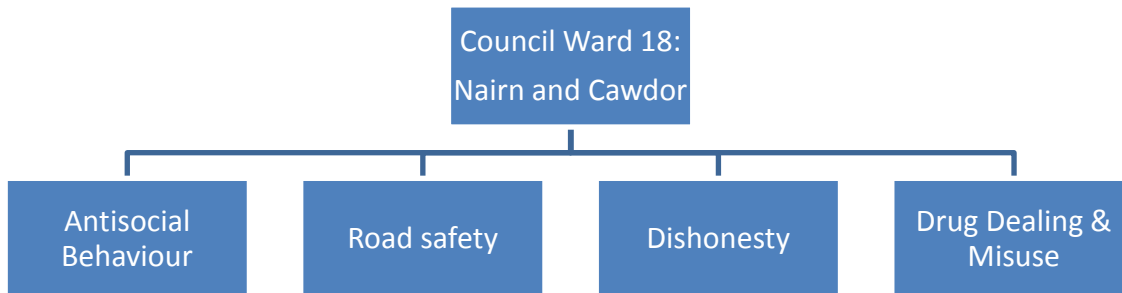 Council Ward 18:
Nairn and Cawdor
Antisocial
Behaviour
Road safety
Dishonesty
Drug Dealing &
Misuse